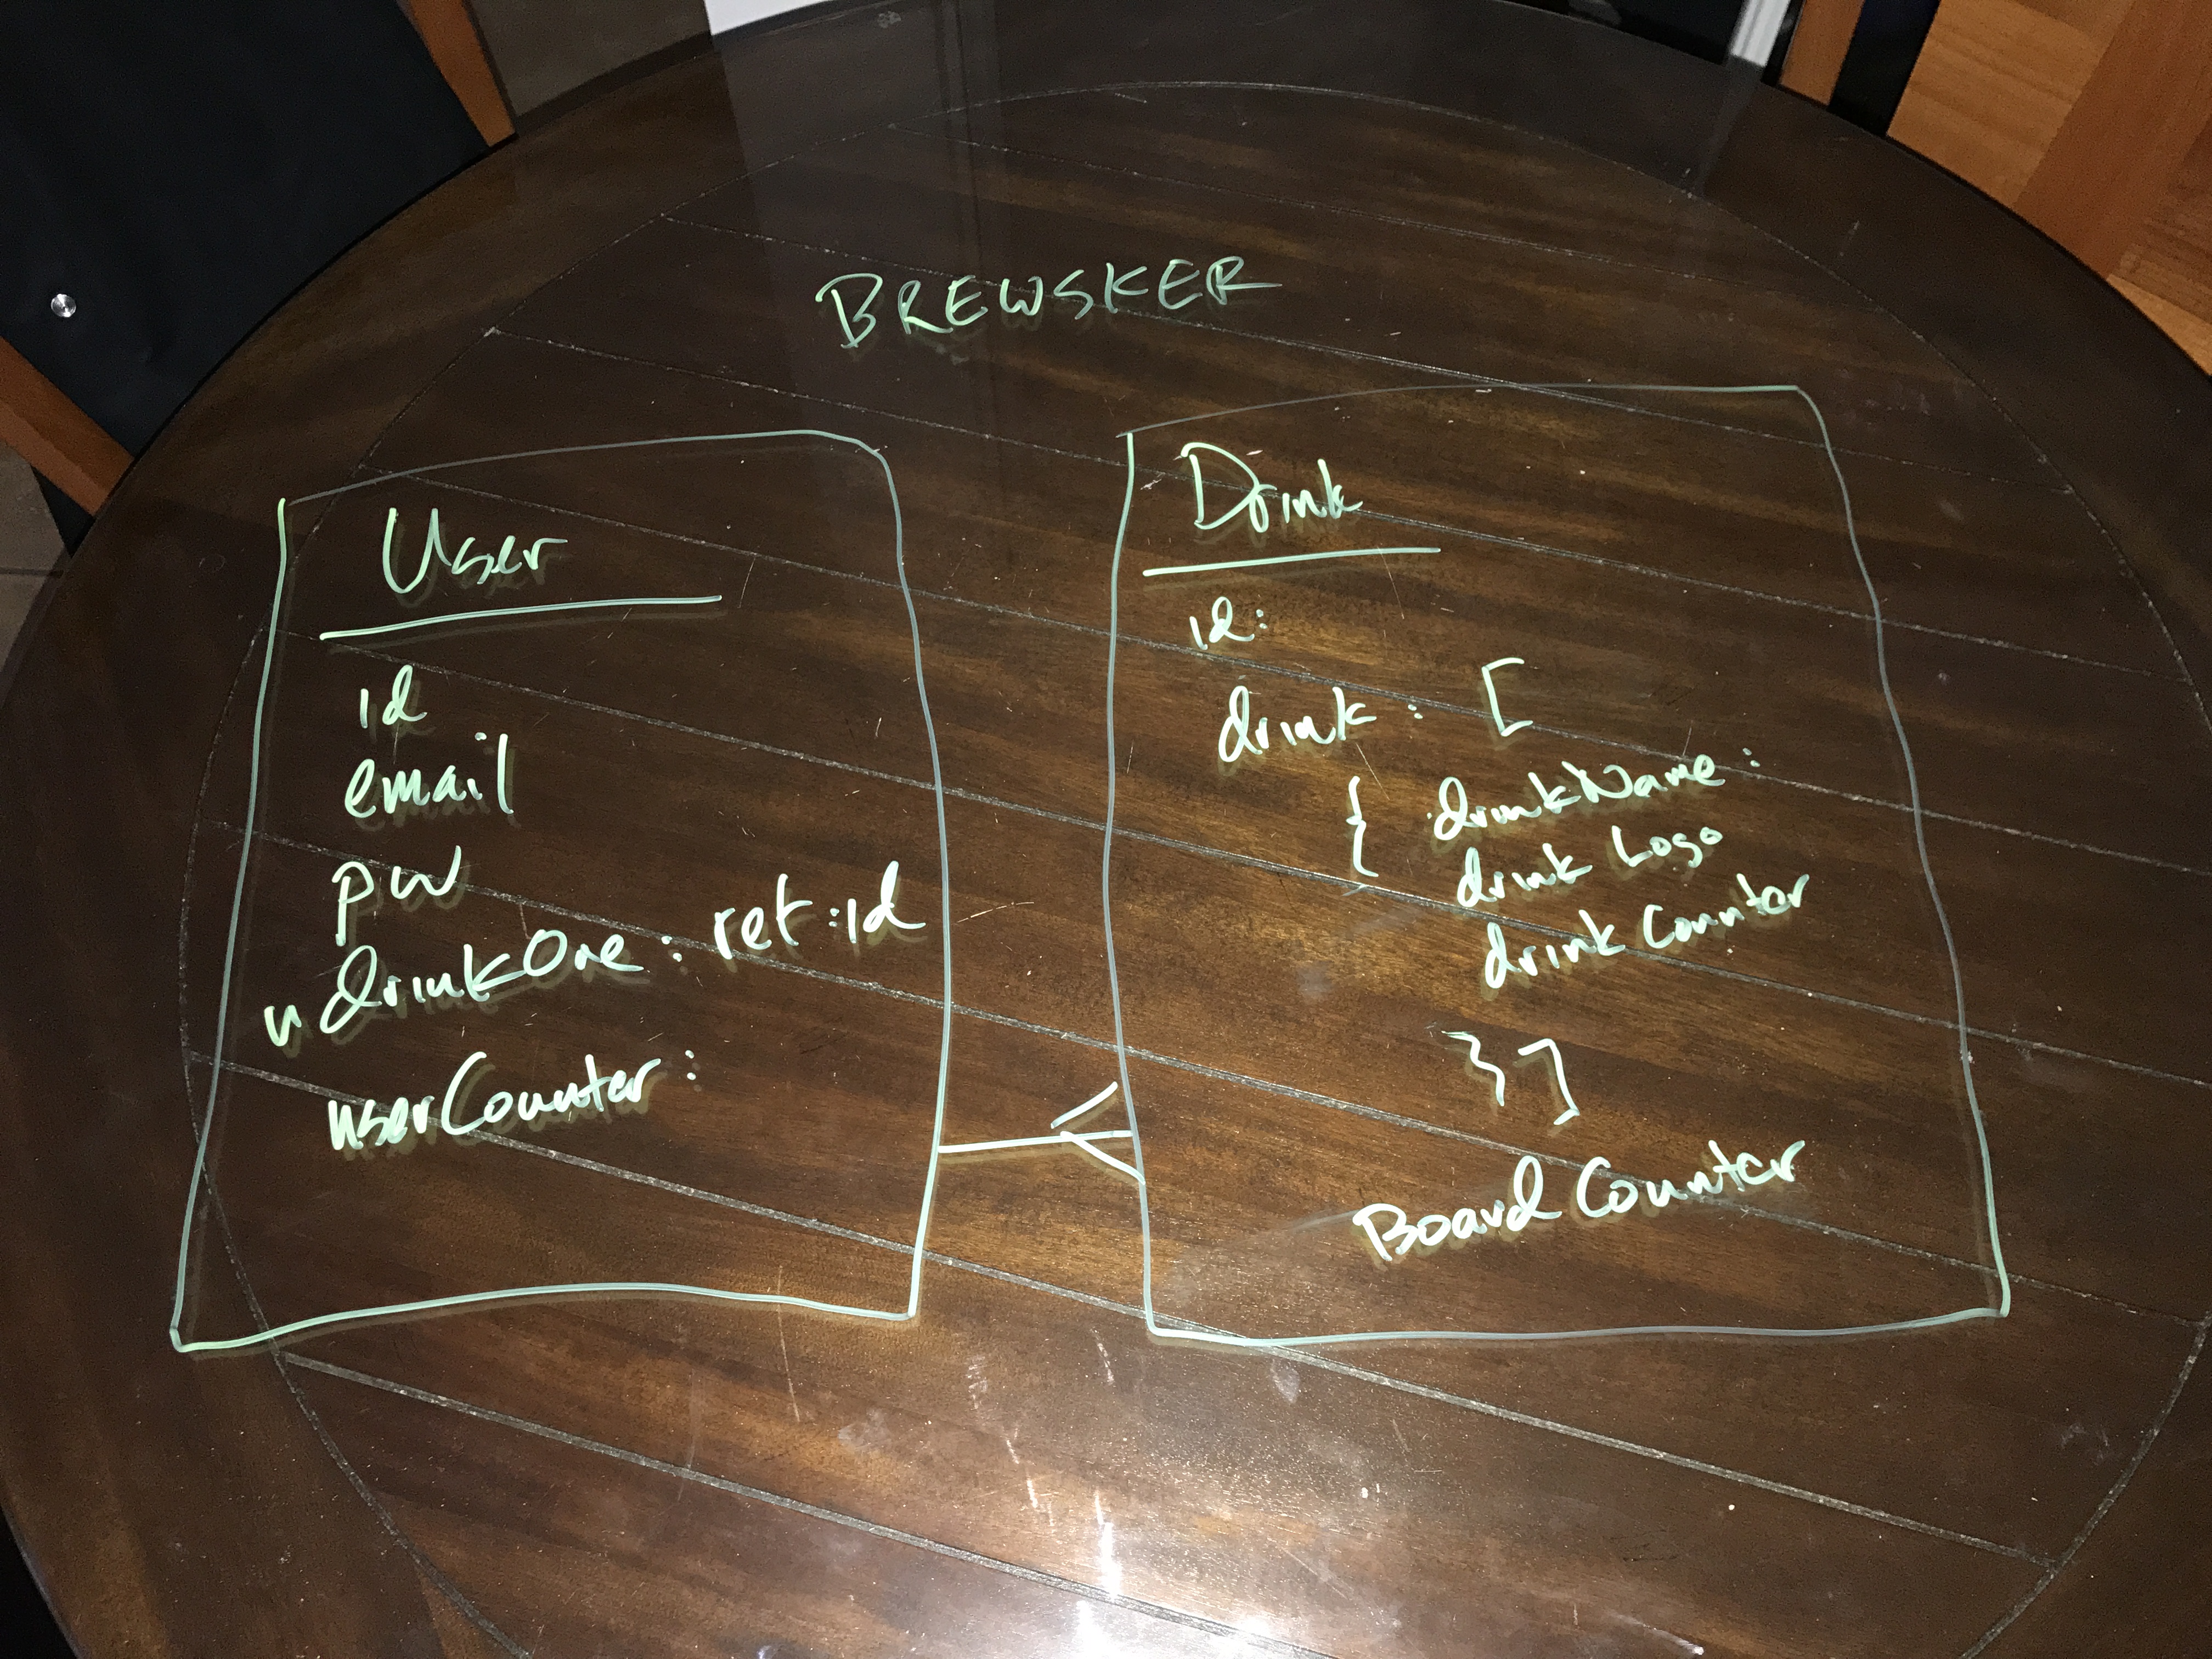 BREWSKER
User
id
email
pw
u drinkOne : ref:id
userCounter:
Drink
id:
drink : [
{ drinkName :
drink Logo
drink Counter
} ]
Board Counter